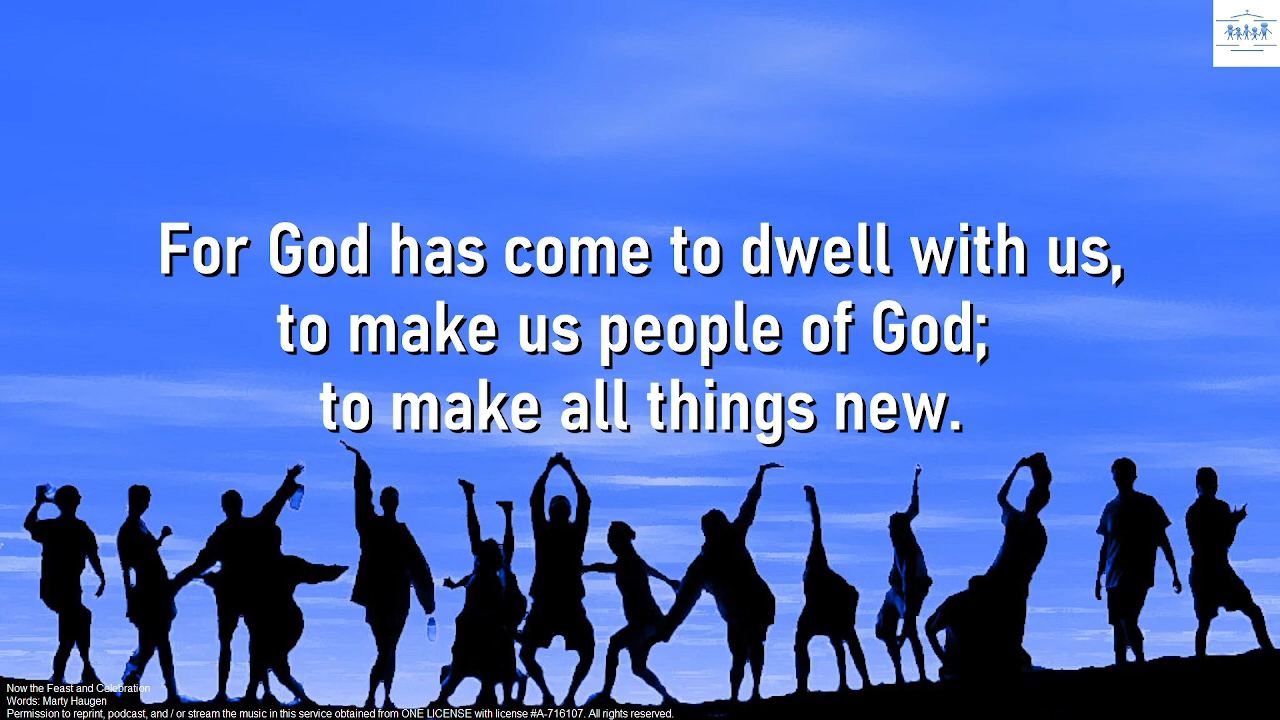 For God has come to dwell with us,
to make us people of God;
to make all things new.
Now the Feast and Celebration
Words: Marty Haugen
Permission to reprint, podcast, and / or stream the music in this service obtained from ONE LICENSE with license #A-716107. All rights reserved.